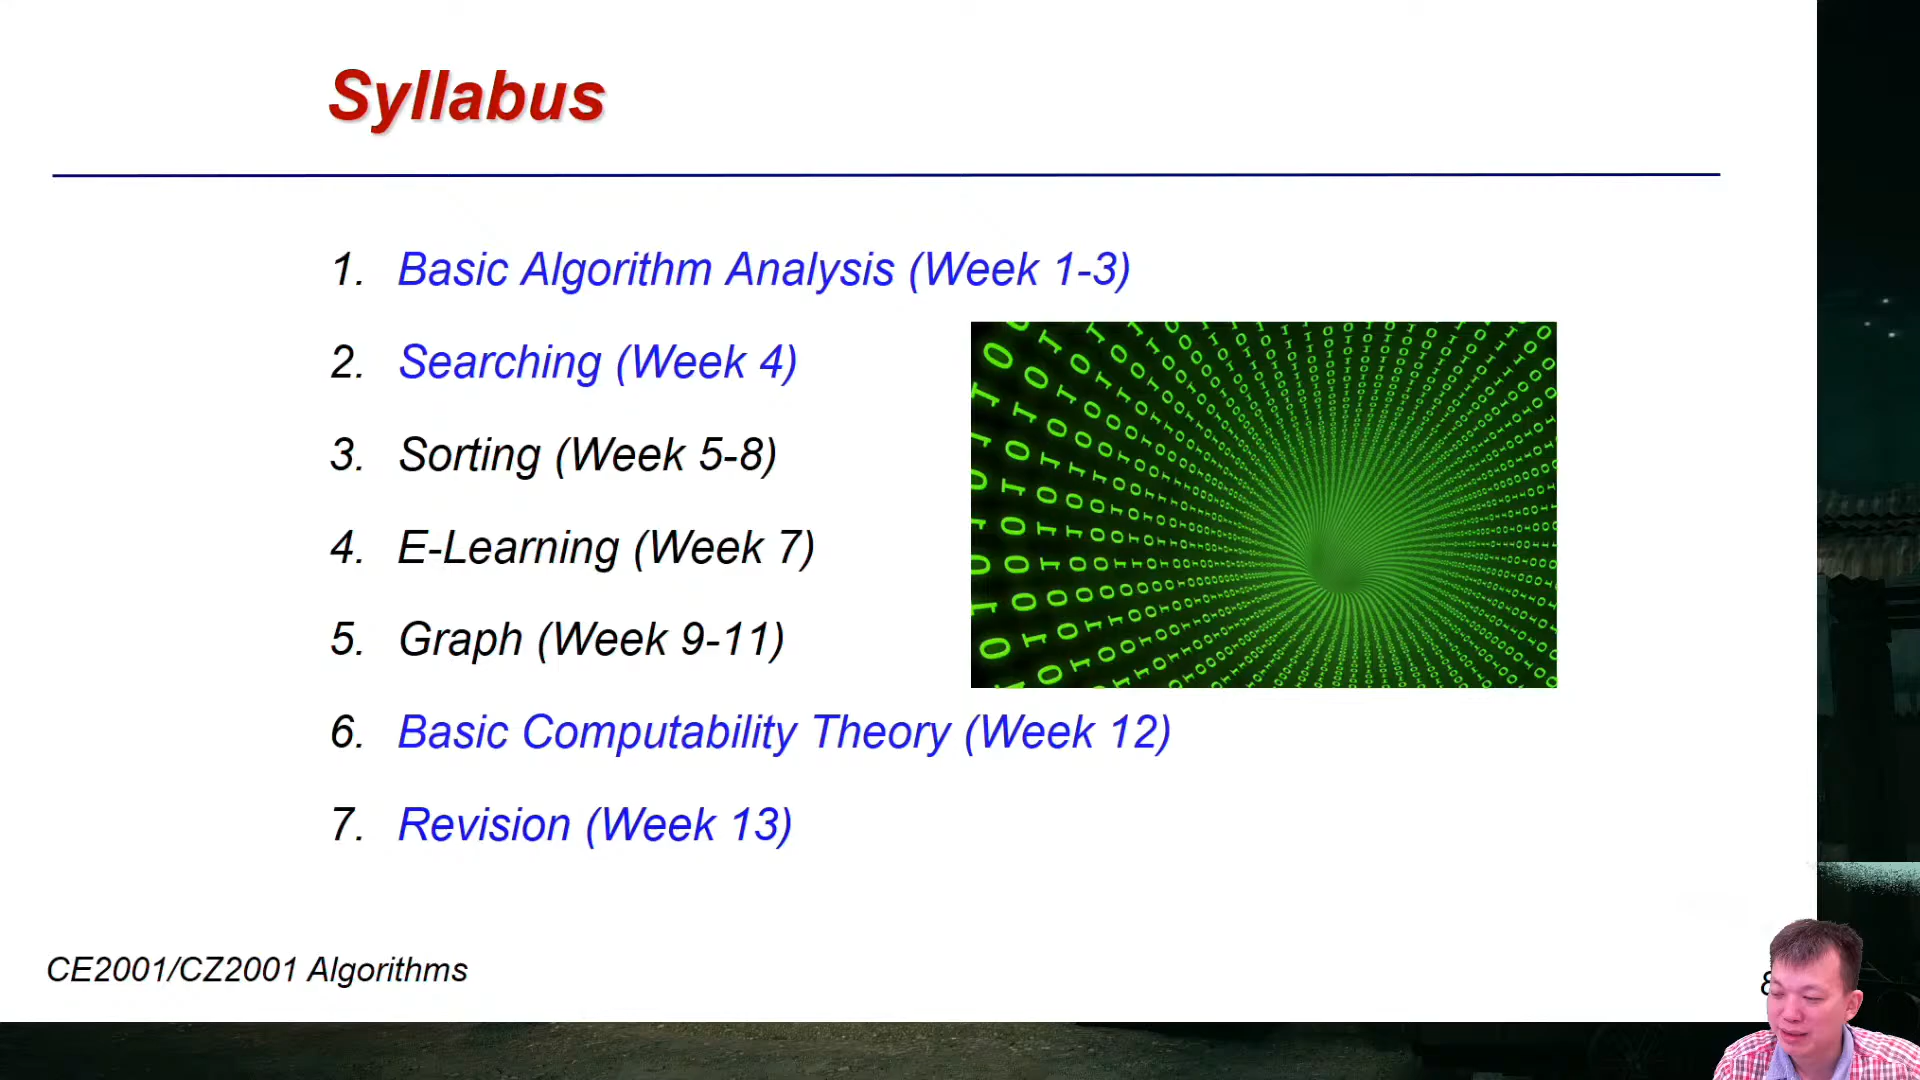 Syllabus
1. Basic Algorithm Analysis (Week 1-3)
2. Searching (Week 4)
3. Sorting (Week 5-8)
4. E-Learning (Week 7)
5. Graph (Week 9-11)
6. Basic Computability Theory (Week 12)
7. Revision (Week 13)
CE2001/CZ2001 Algorithms